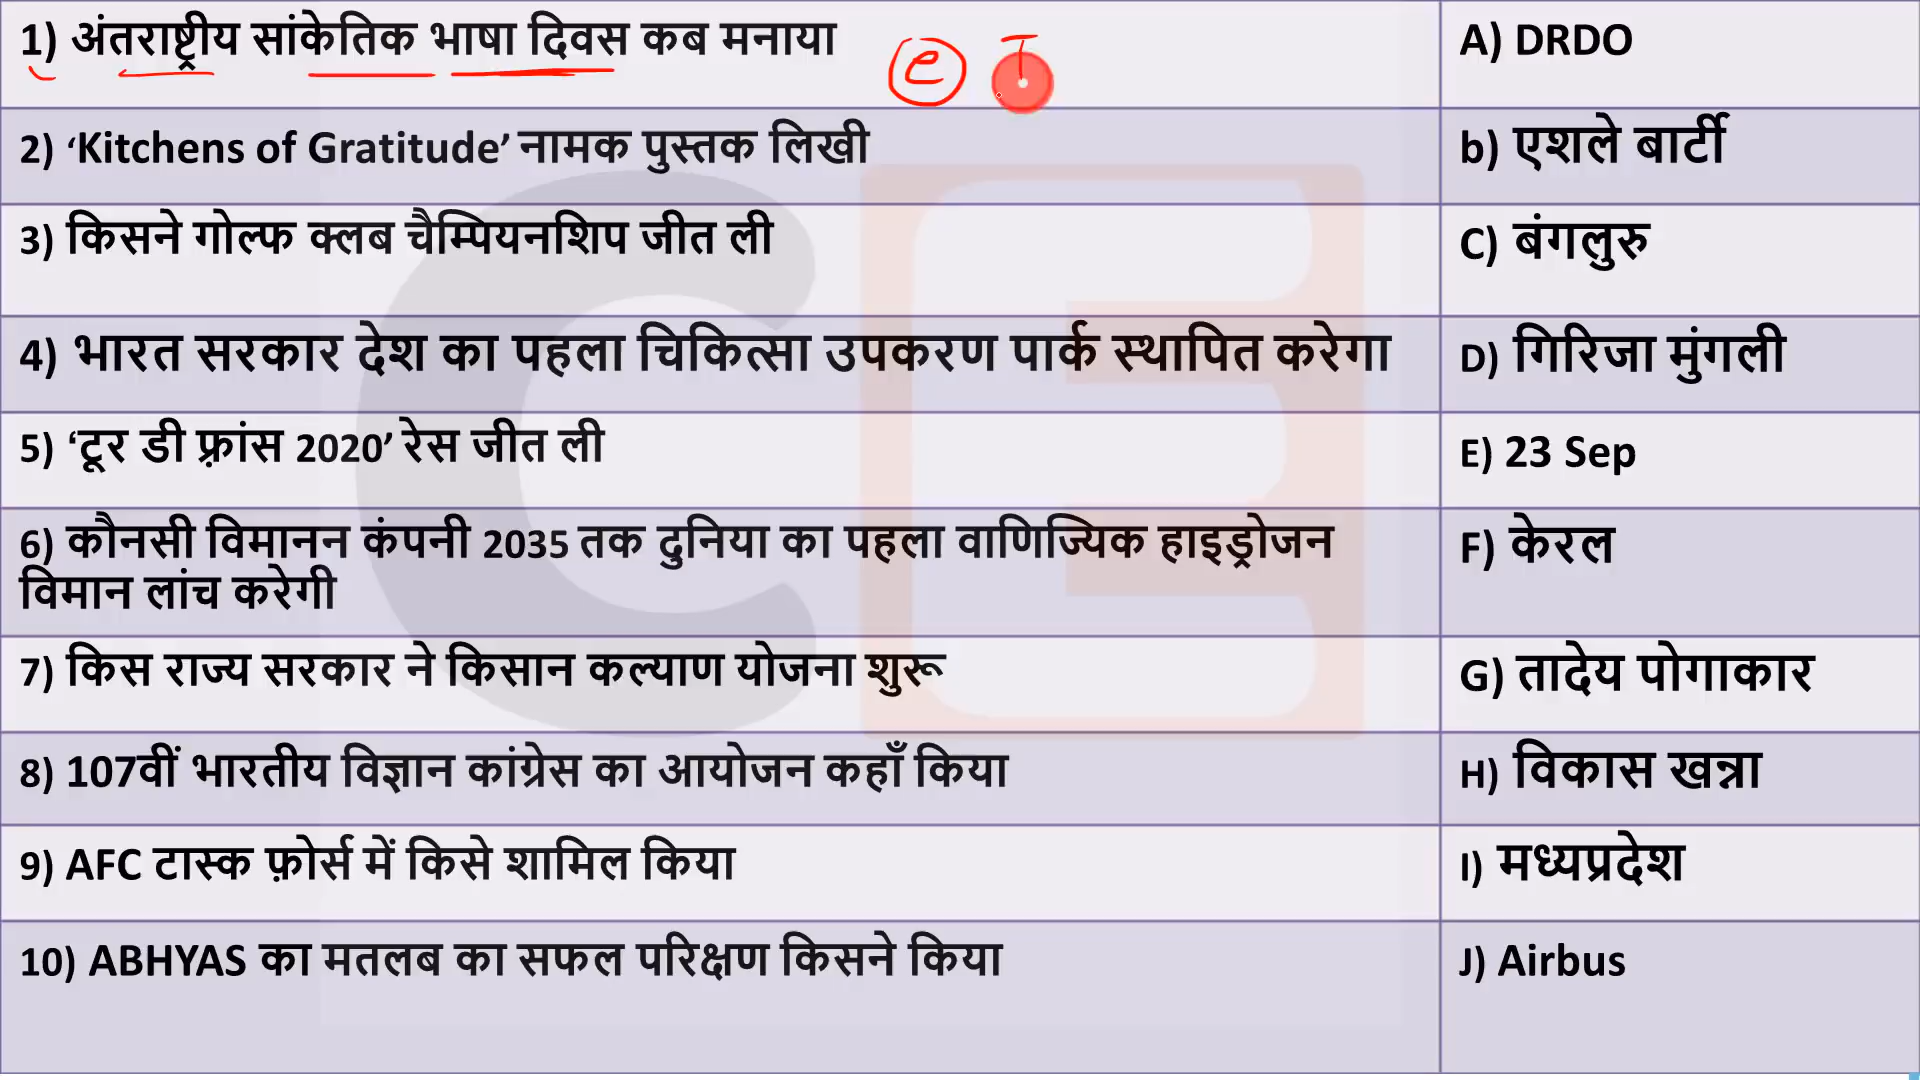 1) अंतराष्ट्रीय सांकेतिक भाषा दिवस कब मनाया
e
A) DRDO
2) ‘Kitchens of Gratitude’ नामक पुस्तक लिखी
b) एशले बार्टी
3) किसने गोल्फ क्लब चैम्पियनशिप जीत ली
C) बंगलुरु
4) भारत सरकार देश का पहला चिकित्सा उपकरण पार्क स्थापित करेगा
D) गिरिजा मुंगली
5) ‘टूर डी फ़्रांस 2020’ रेस जीत ली
E) 23 Sep
6) कौनसी विमानन कंपनी 2035 तक दुनिया का पहला वाणिज्यिक हाइड्रोजन
विमान लांच करेगी
F) केरल
7) किस राज्य सरकार ने किसान कल्याण योजना शुरू
G) तादेय पोगाकार
8) 107वीं भारतीय विज्ञान कांग्रेस का आयोजन कहाँ किया
H) विकास खन्ना
9) AFC टास्क फ़ोर्स में किसे शामिल किया
I) मध्यप्रदेश
10) ABHYAS का मतलब का सफल परिक्षण किसने किया
J) Airbus